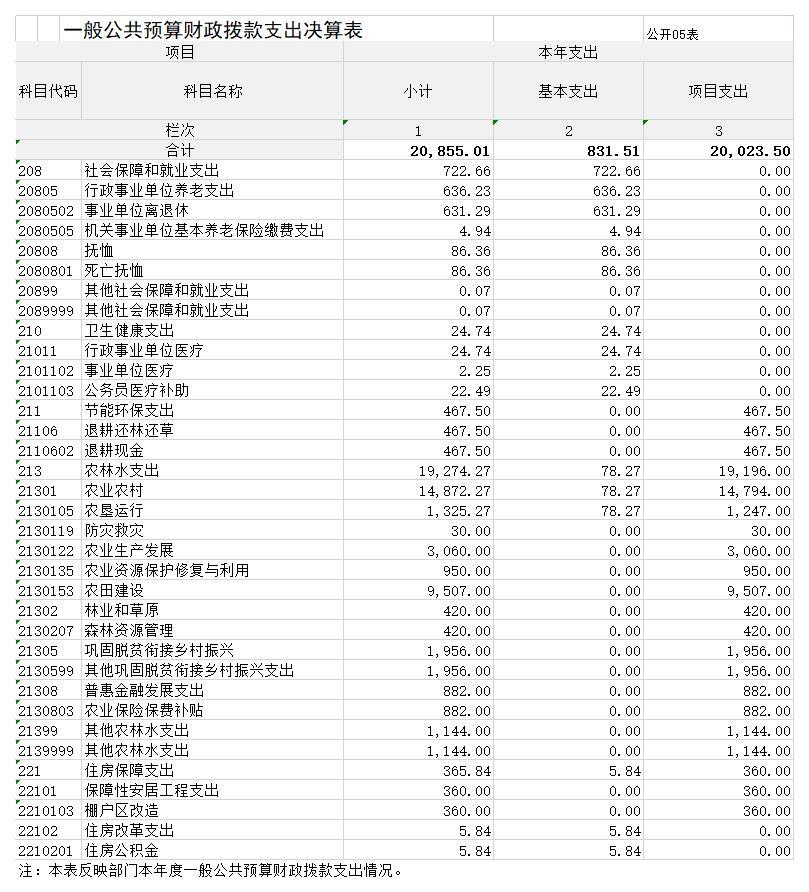 一般公共预算财政拨款支出决算表
公开05表
项目 本年支出
科目代码 科目名称 小计 基本支出 项目支出
栏次 1 2 3
合计 20,855.01 831.51 20,023.50
208 社会保障和就业支出 722.66 722.66 0.00
20805 行政事业单位养老支出 636.23 636.23 0.00
2080502 事业单位离退休 631.29 631.29 0.00
2080505 机关事业单位基本养老保险缴费支出 4.94 4.94 0.00
20808 抚恤 86.36 86.36 0.00
2080801 死亡抚恤 86.36 86.36 0.00
20899 其他社会保障和就业支出 0.07 0.07 0.00
2089999 其他社会保障和就业支出 0.07 0.07 0.00
210 卫生健康支出 24.74 24.74 0.00
21011 行政事业单位医疗 24.74 24.74 0.00
2101102 事业单位医疗 2.25 2.25 0.00
2101103 公务员医疗补助 22.49 22.49 0.00
211 节能环保支出 467.50 0.00 467.50
21106 退耕还林还草 467.50 0.00 467.50
2110602 退耕现金 467.50 0.00 467.50
213 农林水支出 19,274.27 78.27 19,196.00
21301 农业农村 14,872.27 78.27 14,794.00
2130105 农垦运行 1,325.27 78.27 1,247.00
2130119 防灾救灾 30.00 0.00 30.00
2130122 农业生产发展 3,060.00 0.00 3,060.00
2130135 农业资源保护修复与利用 950.00 0.00 950.00
2130153 农田建设 9,507.00 0.00 9,507.00
21302 林业和草原 420.00 0.00 420.00
2130207 森林资源管理 420.00 0.00 420.00
21305 巩固脱贫衔接乡村振兴 1,956.00 0.00 1,956.00
2130599 其他巩固脱贫衔接乡村振兴支出 1,956.00 0.00 1,956.00
21308 普惠金融发展支出 882.00 0.00 882.00
2130803 农业保险保费补贴 882.00 0.00 882.00
21399 其他农林水支出 1,144.00 0.00 1,144.00
2139999 其他农林水支出 1,144.00 0.00 1,144.00
221 住房保障支出 365.84 5.84 360.00
22101 保障性安居工程支出 360.00 0.00 360.00
2210103 棚户区改造 360.00 0.00 360.00
22102 住房改革支出 5.84 5.84 0.00
2210201 住房公积金 5.84 5.84 0.00
注：本表反映部门本年度一般公共预算财政拨款支出情况。